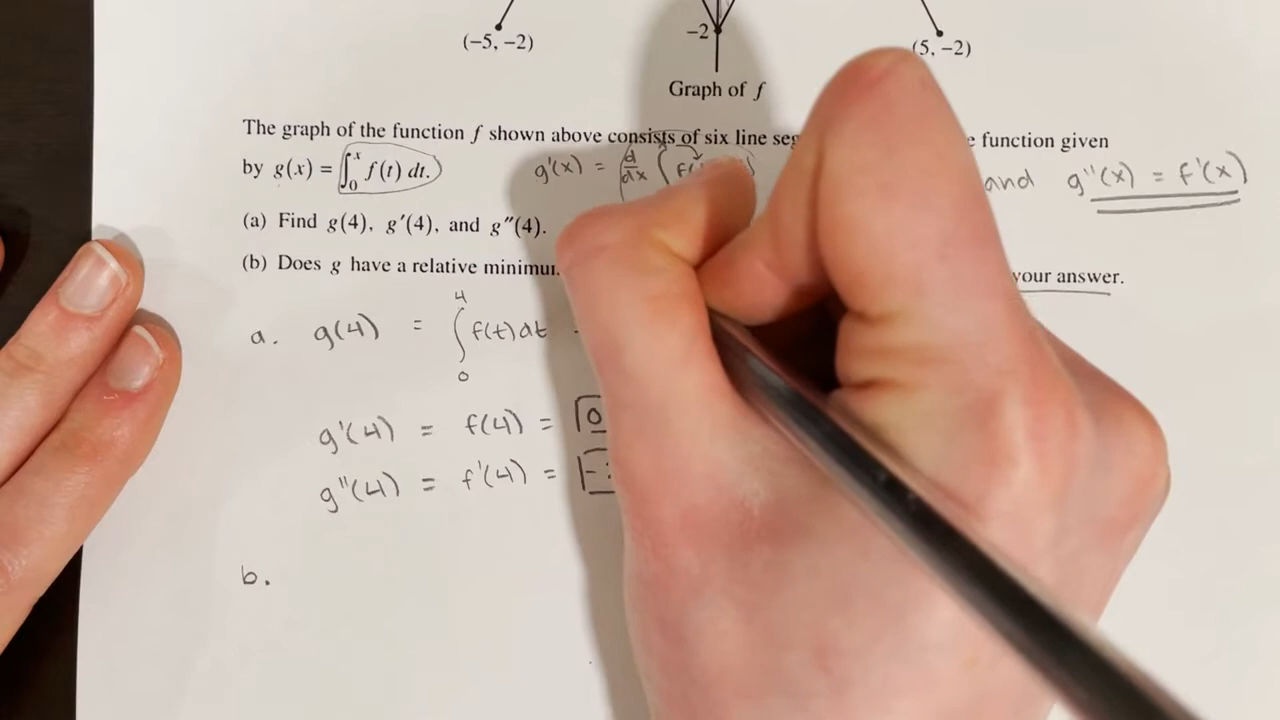 (-5, -2) -2 (5, -2)
Graph of f
The graph of the function f shown above consists of six line function given
by g(x) = ∫₀ˣ f(t) dt. g'(x) = d/dx ( and g"(x) = f'(x)
(a) Find g(4), g′(4), and g″(4).
(b) Does g have a relative your answer.
a. g(4) = ∫₀⁴ f(t)dt
g'(4) = f(4) = 0
g"(4) = f'(4) =
b.